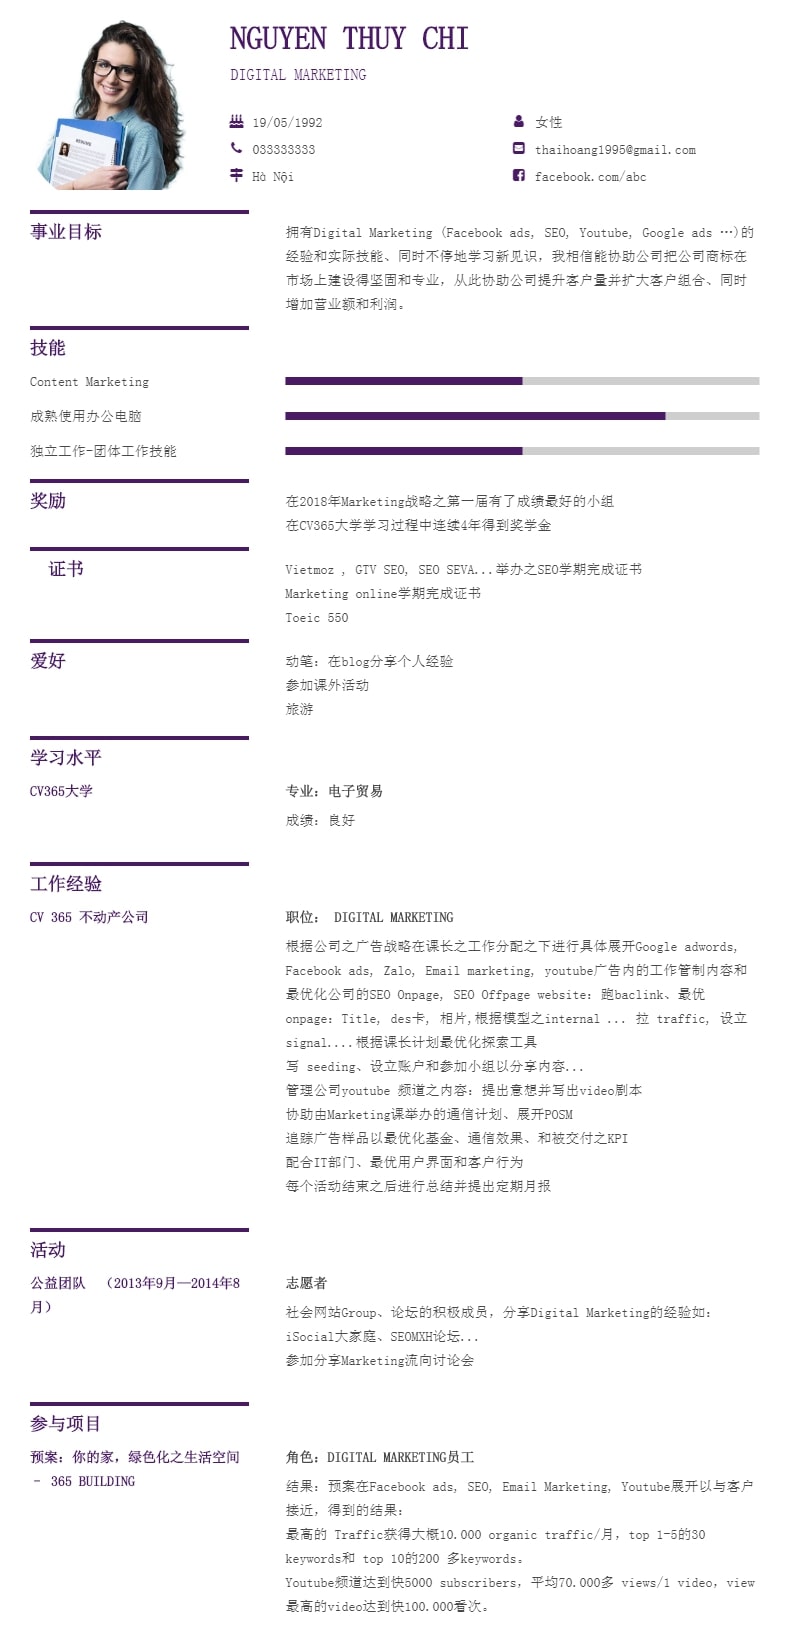 NGUYEN THUY CHI
DIGITAL MARKETING
19/05/1992
女性
033333333
thaihoang1995@gmail.com
Hà Nội
facebook.com/abc
RESUME
事业目标
拥有Digital Marketing (Facebook ads, SEO, Youtube, Google ads …)的
经验和实际技能、同时不停地学习新见识，我相信能协助公司把公司商标在
市场上建设得坚固和专业，从此协助公司提升客户量并扩大客户组合、同时
增加营业额和利润。
技能
Content Marketing
成熟使用办公电脑
独立工作-团体工作技能
奖励
在2018年Marketing战略之第一届有了成绩最好的小组
在CV365大学学习过程中连续4年得到奖学金
证书
Vietmoz , GTV SEO, SEO SEVA...举办之SEO学期完成证书
Marketing online学期完成证书
Toeic 550
爱好
动笔：在blog分享个人经验
参加课外活动
旅游
学习水平
CV365大学
专业：电子贸易
成绩：良好
工作经验
CV 365 不动产公司
职位： DIGITAL MARKETING
根据公司之广告战略在课长之工作分配之下进行具体展开Google adwords,
Facebook ads, Zalo, Email marketing, youtube广告内的工作管制内容和
最优化公司的SEO Onpage, SEO Offpage website：跑baclink、最优
onpage：Title, des卡, 相片,根据模型之internal ... 拉 traffic, 设立
signal....根据课长计划最优化探索工具
写 seeding、设立账户和参加小组以分享内容...
管理公司youtube 频道之内容：提出意想并写出video剧本
协助由Marketing课举办的通信计划、展开POSM
追踪广告样品以最优化基金、通信效果、和被交付之KPI
配合IT部门、最优用户界面和客户行为
每个活动结束之后进行总结并提出定期月报
活动
公益团队 （2013年9月—2014年8
月）
志愿者
社会网站Group、论坛的积极成员，分享Digital Marketing的经验如：
iSocial大家庭、SEOMXH论坛...
参加分享Marketing流向讨论会
参与项目
预案：你的家，绿色化之生活空间
- 365 BUILDING
角色：DIGITAL MARKETING员工
结果：预案在Facebook ads, SEO, Email Marketing, Youtube展开以与客户
接近，得到的结果：
最高的 Traffic获得大概10.000 organic traffic/月，top 1-5的30
keywords和 top 10的200 多keywords。
Youtube频道达到快5000 subscribers，平均70.000多 views/1 video，view
最高的video达到快100.000看次。